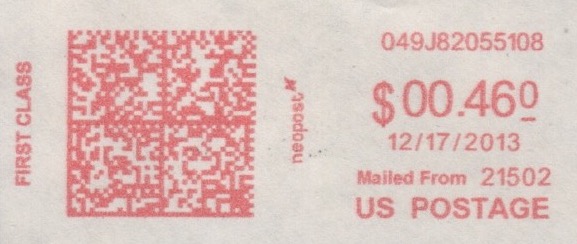 FIRST CLASS
neopost
049J82055108
$00.460
12/17/2013
Mailed From 21502
US POSTAGE